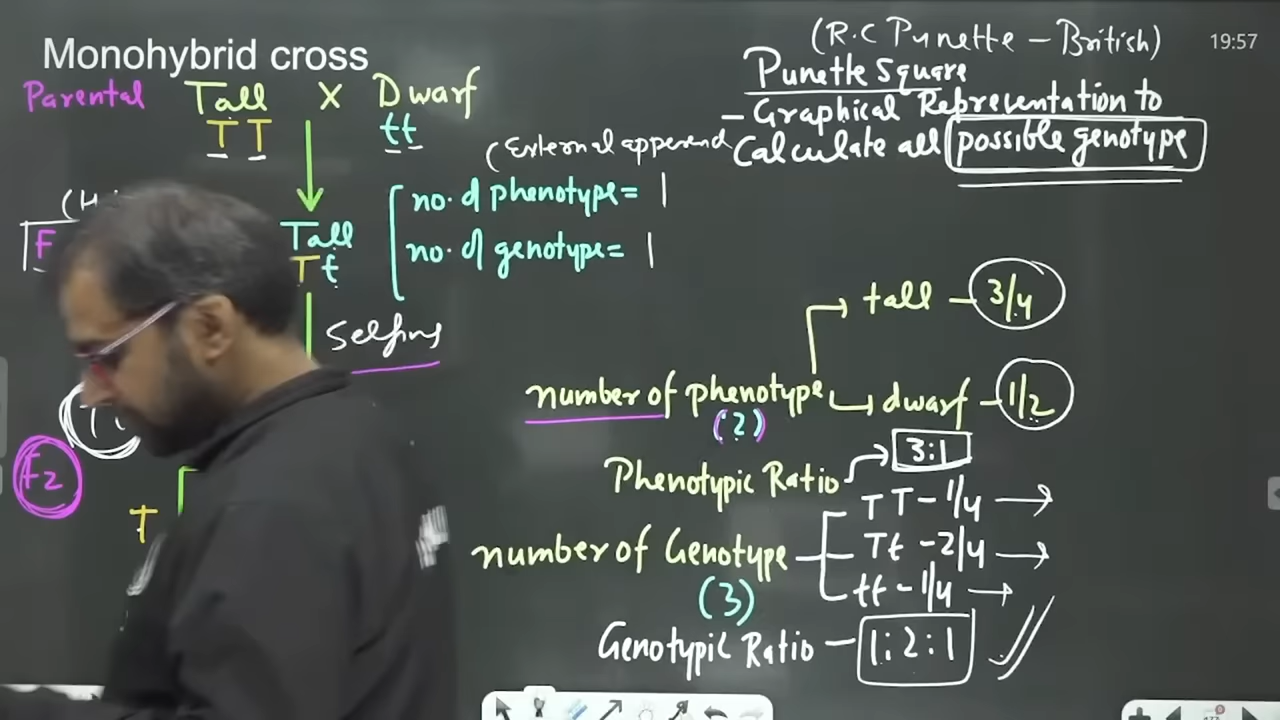 Monohybrid cross
(R.C Punette - British)
19:57
Parental Tall X Dwarf
TT tt
Punette Square
- Graphical Representation to
Calculate all possible genotype
(External apperend
no. of phenotype = 1
no. of genotype = 1
F
Tall
Tt
Selfing
F2
T
tall - 3/4
number of phenotype
dwarf - 1/2
(2)
Phenotypic Ratio → 3:1
TT - 1/4 →
number of Genotype
Tt - 2/4 →
(3)
tt - 1/4 →
Genotypic Ratio - 1:2:1